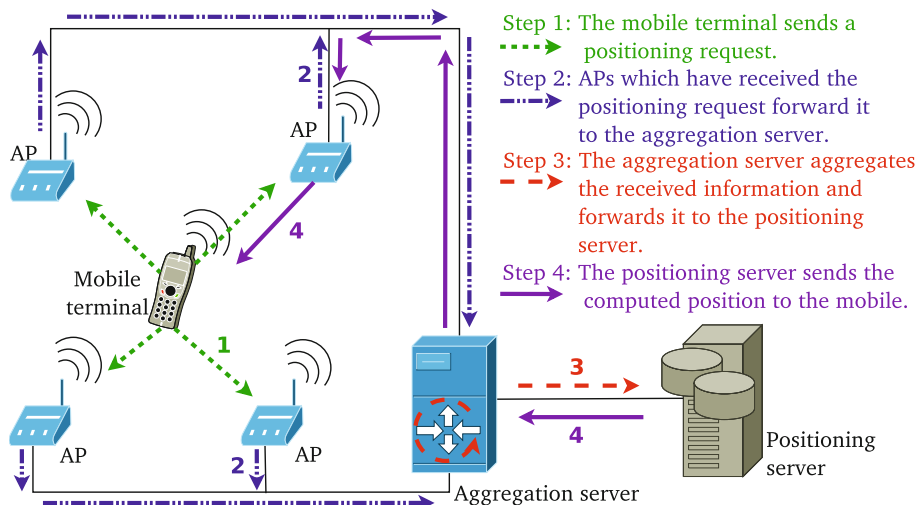 Step 1: The mobile terminal sends a
positioning request.
Step 2: APs which have received the
positioning request forward it
to the aggregation server.
Step 3: The aggregation server aggregates
the received information and
forwards it to the positioning
server.
Step 4: The positioning server sends the
computed position to the mobile.
2
AP
AP
4
Mobile
terminal
1
3
4
AP
2
AP
Positioning
server
Aggregation server